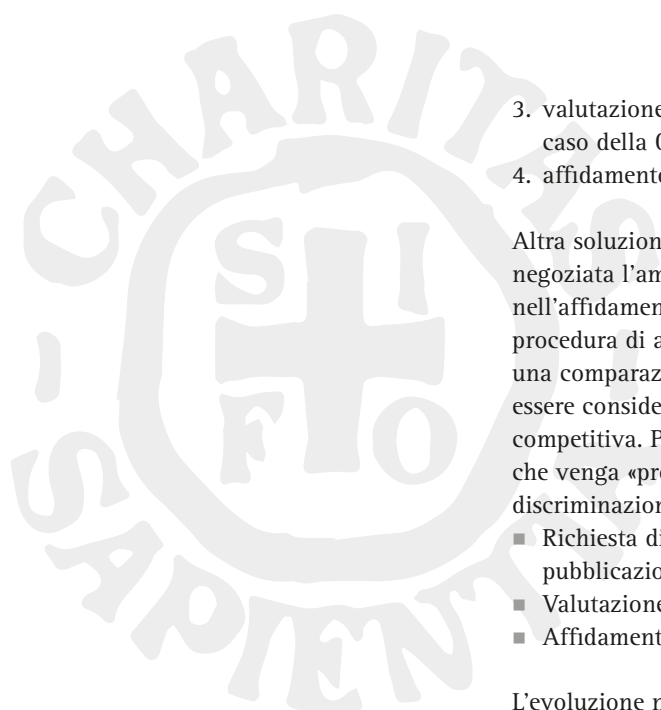 CHARITAS
SI
FO
SAPIENTI
3. valutazione
caso della
4. affidamento
Altra soluzion
negoziata l'am
nell'affidamen
procedura di a
una comparaz
essere conside
competitiva. P
che venga «pr
discriminazion
■ Richiesta di
pubblicazio
■ Valutazione
■ Affidament
L'evoluzione n